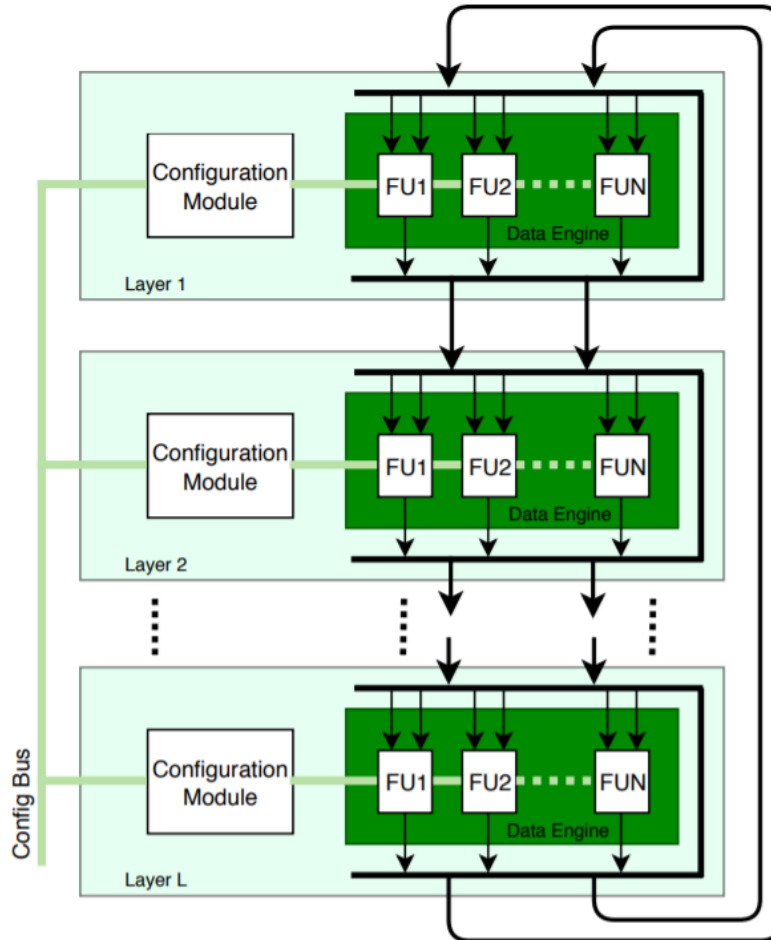 Configuration
Module
FU1
FU2
FUN
Data Engine
Layer 1
Configuration
Module
FU1
FU2
FUN
Data Engine
Layer 2
Configuration
Module
FU1
FU2
FUN
Data Engine
Layer L
Config Bus